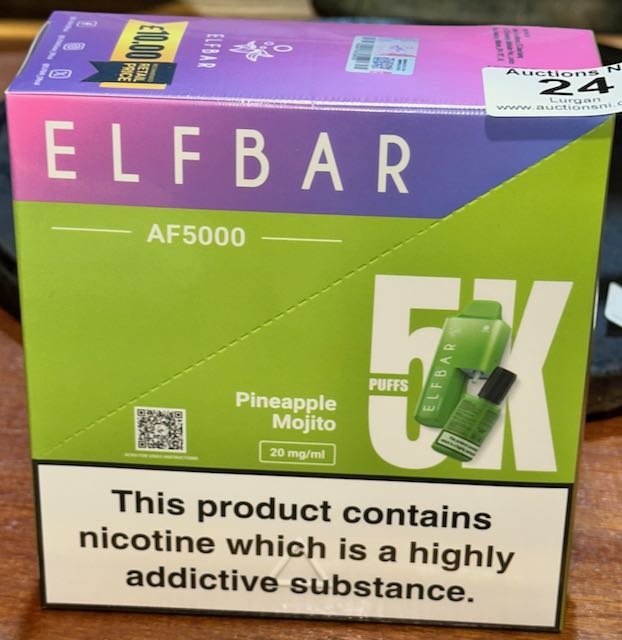 £10.00
RETAIL
PRICE
ELFBAR
Auctions N
24
Lurgan
www.auctionsni.c
ELFBAR
AF5000
5K
PUFFS
ELFBAR
Pineapple
Mojito
20 mg/ml
This product contains
nicotine which is a highly
addictive substance.